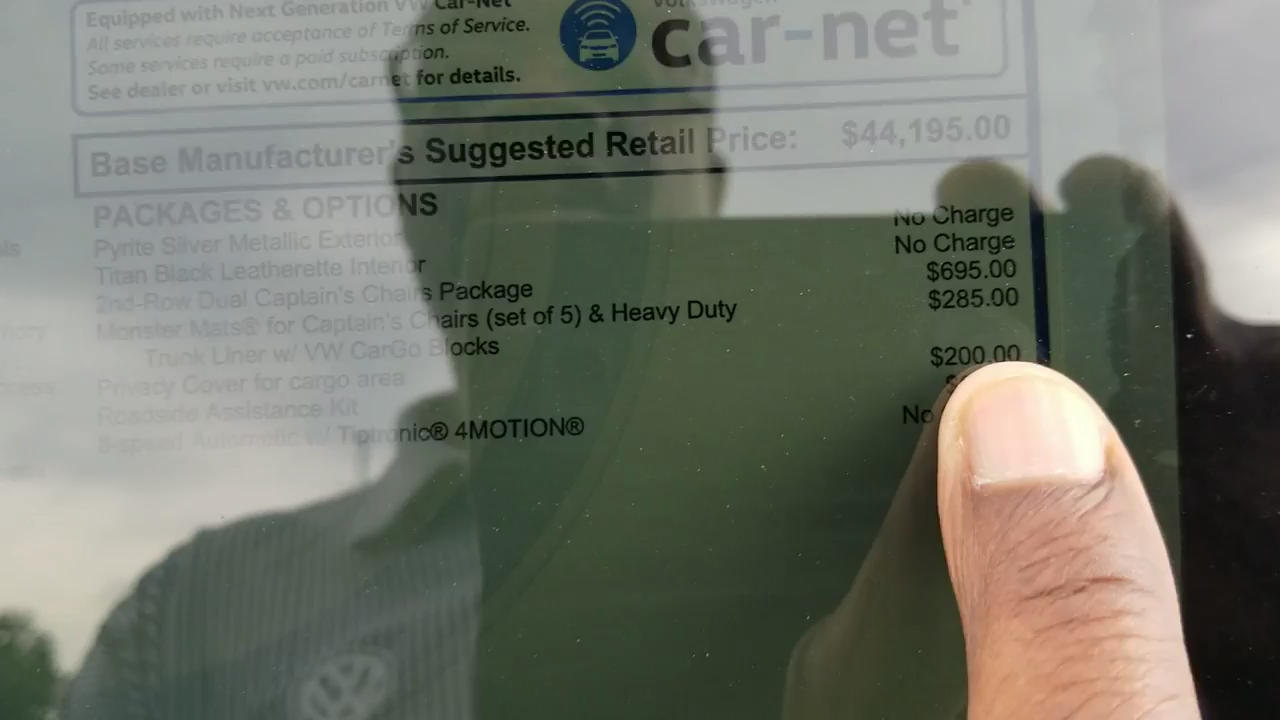 Equipped with Next Generation VW Car-Net
All services require acceptance of Terms of Service.
Some services require a paid subscription.
See dealer or visit vw.com/carnet for details.
Volkswagen
car-net
Base Manufacturer's Suggested Retail Price: $44,195.00
PACKAGES & OPTIONS
Pyrite Silver Metallic Exterior No Charge
Titan Black Leatherette Interior No Charge
2nd-Row Dual Captain's Chairs Package $695.00
Monster Mats® for Captain's Chairs (set of 5) & Heavy Duty $285.00
Trunk Liner w/ VW CarGo Blocks
Privacy Cover for cargo area $200.00
Roadside Assistance Kit
8-speed Automatic w/ Tiptronic® 4MOTION® No